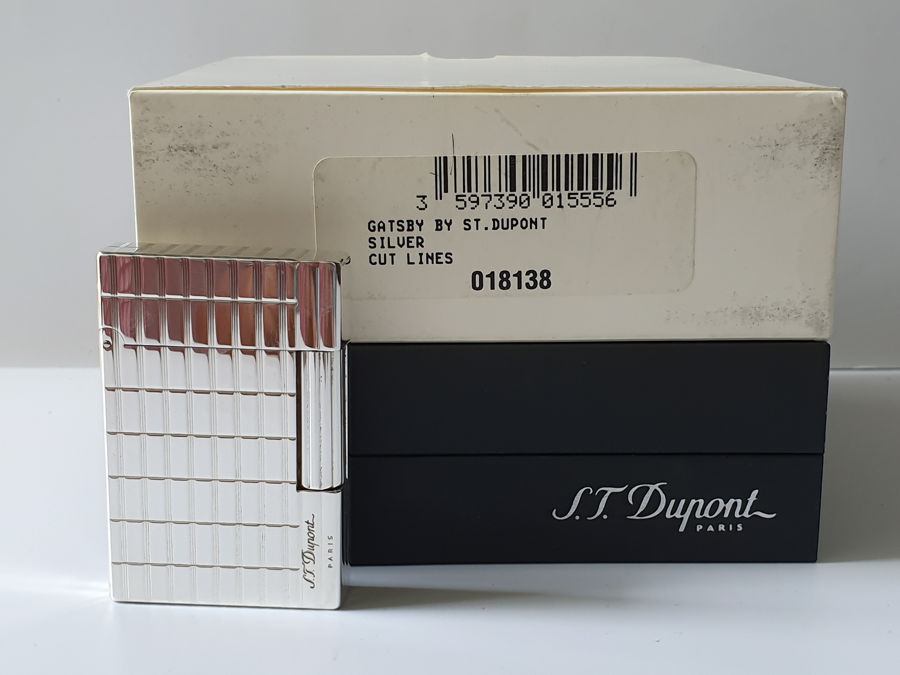 3 597390 015556
GATSBY BY ST.DUPONT
SILVER
CUT LINES
018138
S.T. Dupont
PARIS
S.T. Dupont
PARIS